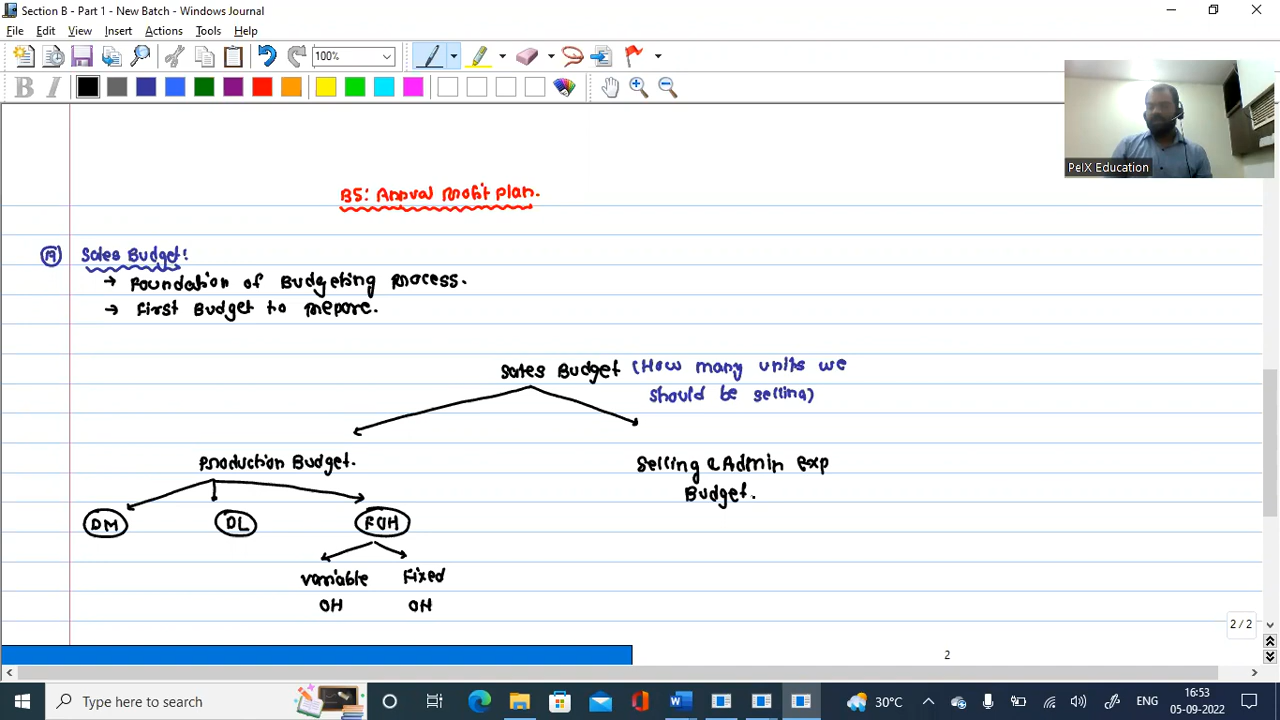 Section B - Part 1 - New Batch - Windows Journal
File Edit View Insert Actions Tools Help
100%
B I
PelX Education
B5: Annual Profit Plan.
(A) Sales Budget:
→ Foundation of Budgeting Process.
→ First Budget to Prepare.
Sales Budget (How many units we
should be selling)
Production Budget. Selling & Admin Exp
Budget.
DM DL FOH
Variable Fixed
OH OH
2 / 2
2
Type here to search
30°C ENG 16:53
05-09-2022